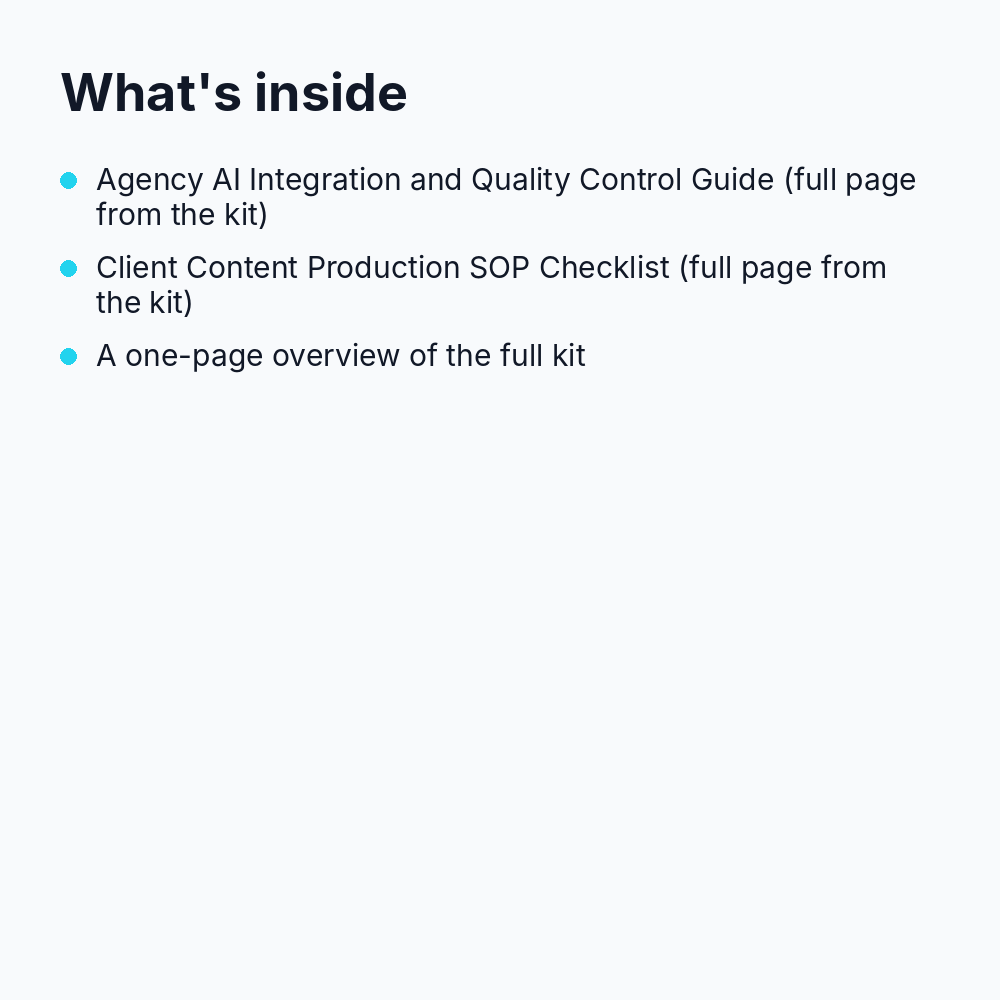 What's inside
Agency AI Integration and Quality Control Guide (full page
from the kit)
Client Content Production SOP Checklist (full page from
the kit)
A one-page overview of the full kit